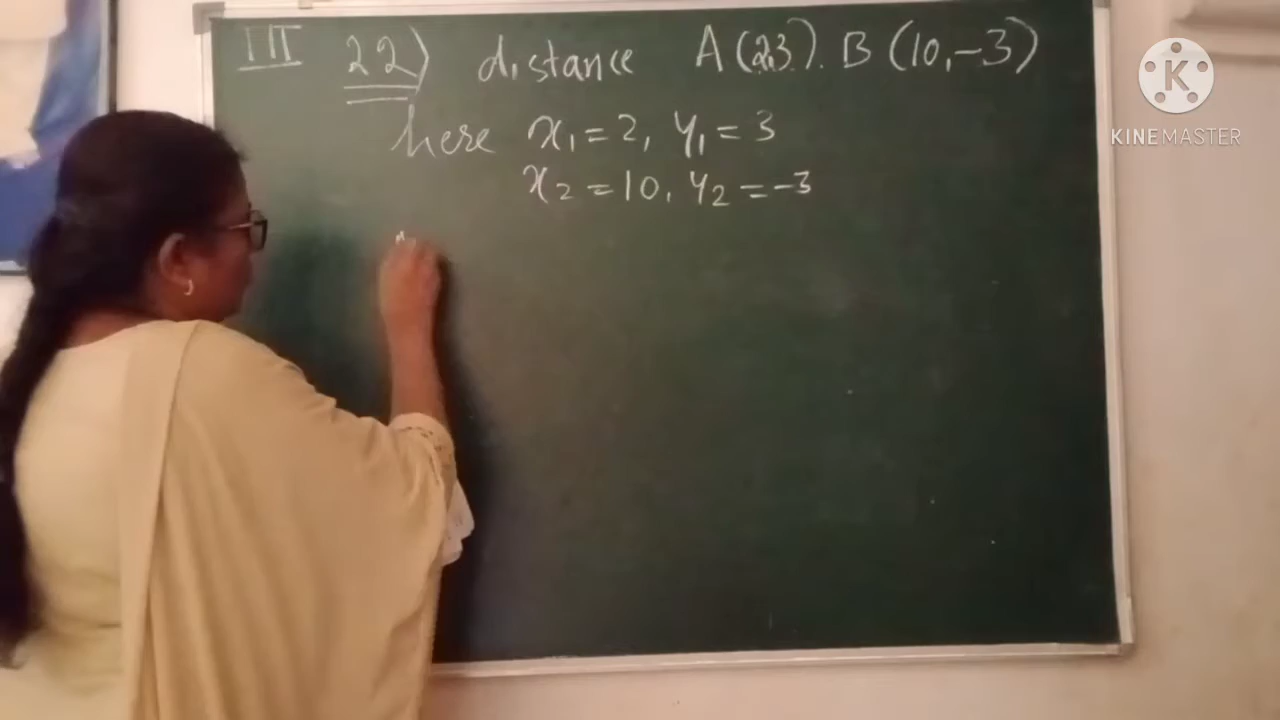 III 22) distance A(2,3). B(10,-3)
here x₁=2, y₁=3
x₂=10, y₂=-3
K
KINEMASTER